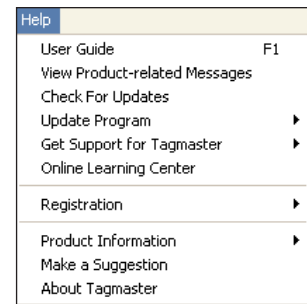 Help
User Guide F1
View Product-related Messages
Check For Updates
Update Program
Get Support for Tagmaster
Online Learning Center
Registration
Product Information
Make a Suggestion
About Tagmaster